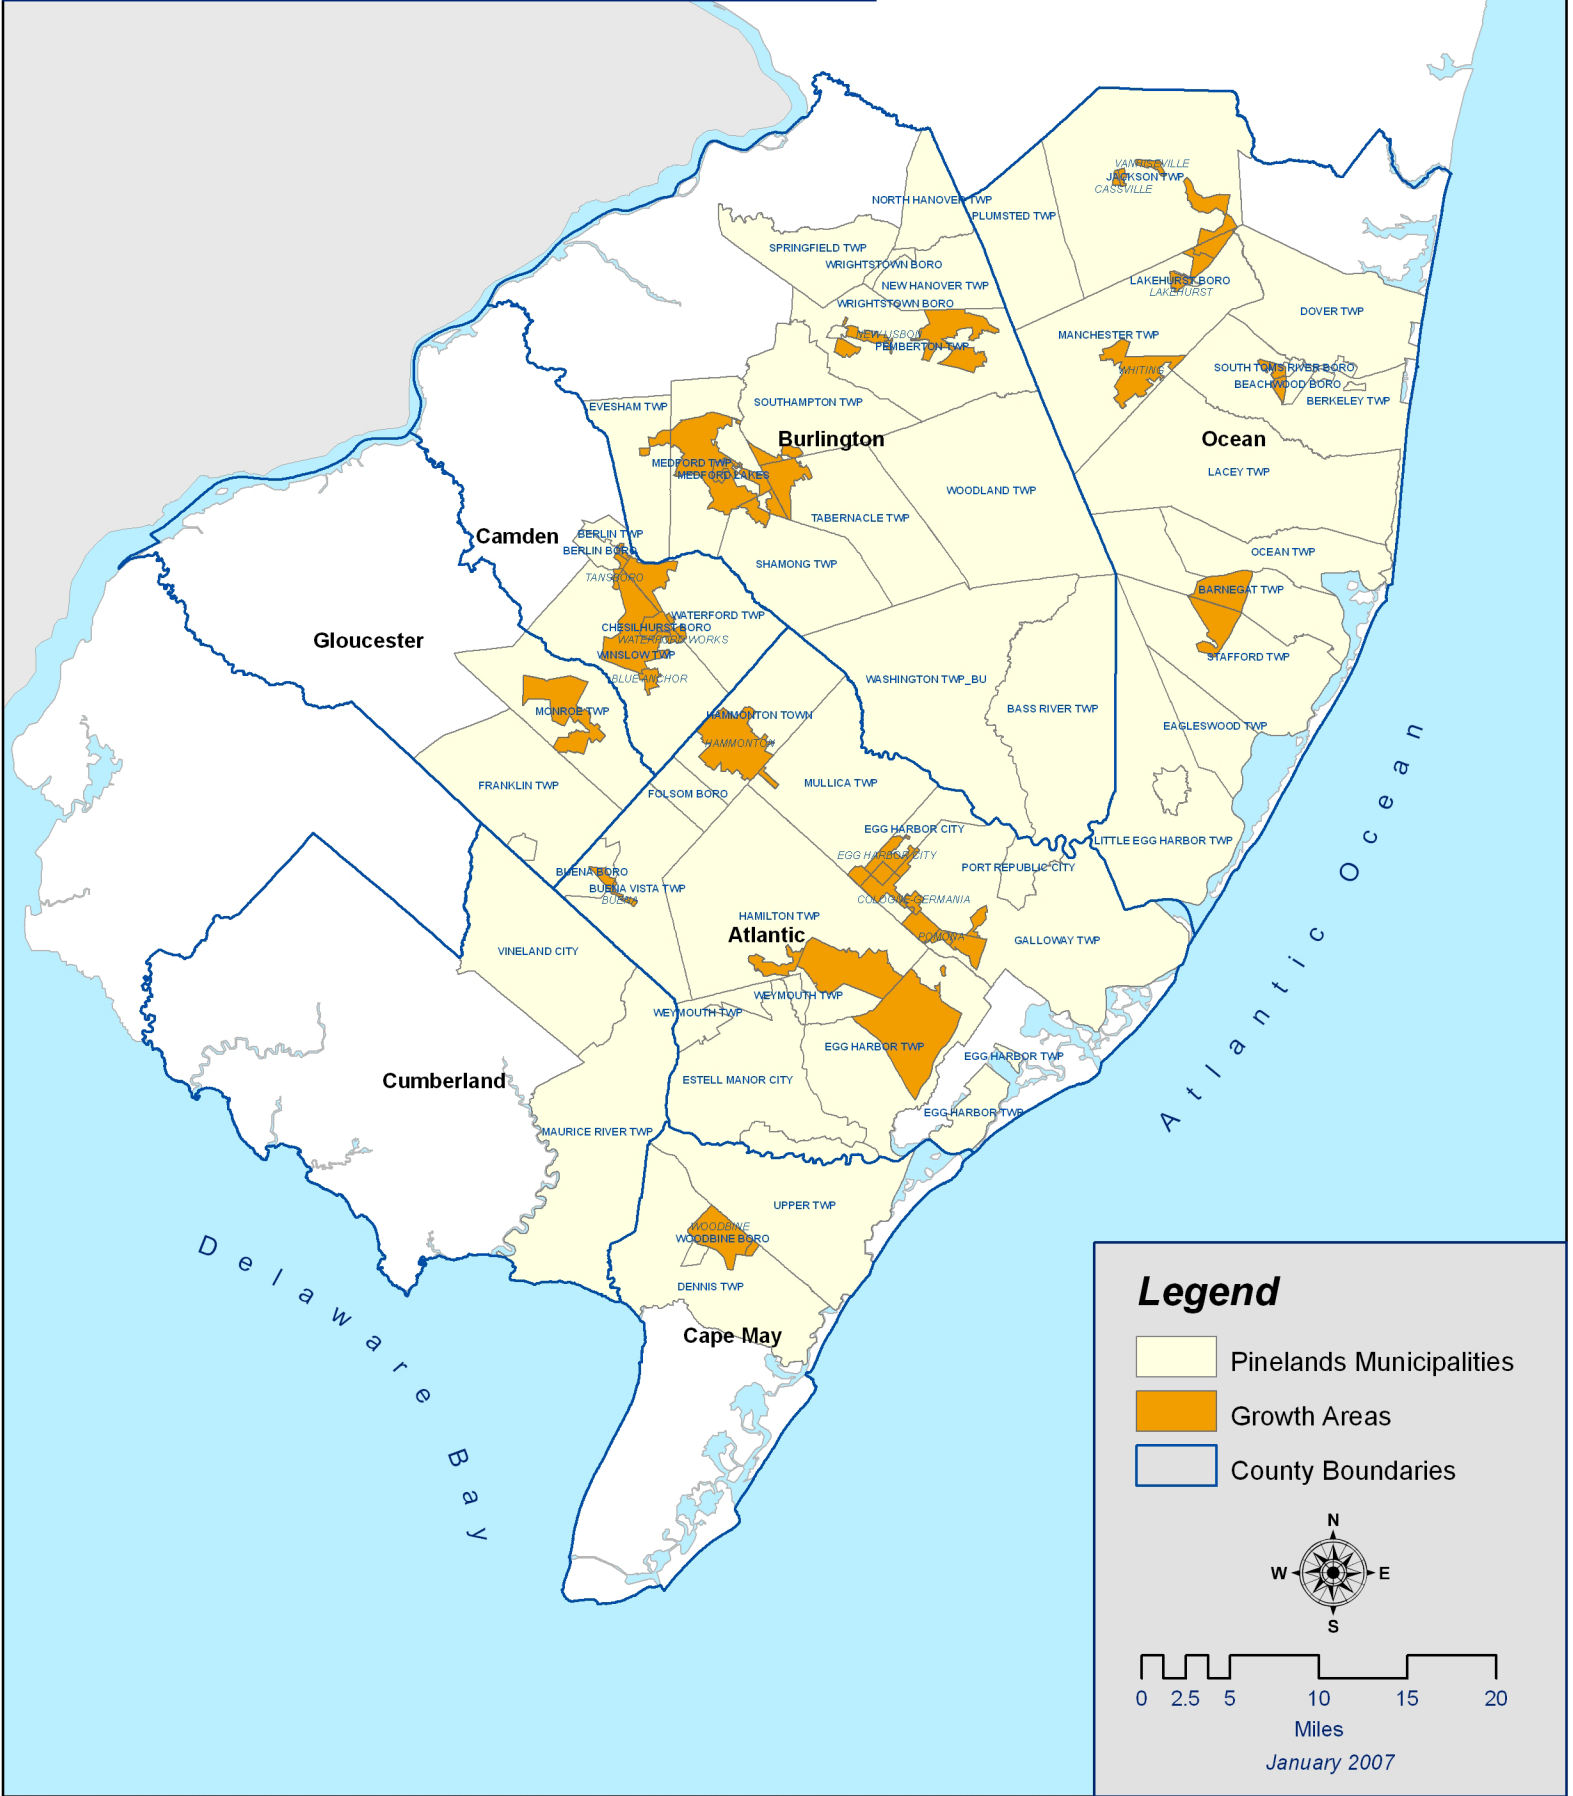 VANHISEVILLE
JACKSON TWP
CASSVILLE
NORTH HANOVER TWP
PLUMSTED TWP
SPRINGFIELD TWP
WRIGHTSTOWN BORO
NEW HANOVER TWP
LAKEHURST BORO
LAKEHURST
WRIGHTSTOWN BORO
DOVER TWP
NEW LISBON
PEMBERTON TWP
MANCHESTER TWP
WHITING
SOUTH TOMS RIVER BORO
BEACHWOOD BORO
BERKELEY TWP
EVESHAM TWP
SOUTHAMPTON TWP
Burlington
Ocean
MEDFORD TWP
MEDFORD LAKES
LACEY TWP
WOODLAND TWP
TABERNACLE TWP
Camden
BERLIN TWP
BERLIN BORO
OCEAN TWP
SHAMONG TWP
TANSBORO
BARNEGAT TWP
WATERFORD TWP
CHESILHURST BORO
WATERFORD WORKS
Gloucester
WINSLOW TWP
STAFFORD TWP
BLUE ANCHOR
WASHINGTON TWP_BU
BASS RIVER TWP
MONROE TWP
HAMMONTON TOWN
EAGLESWOOD TWP
HAMMONTON
FRANKLIN TWP
FOLSOM BORO
MULLICA TWP
EGG HARBOR CITY
LITTLE EGG HARBOR TWP
EGG HARBOR CITY
PORT REPUBLIC CITY
BUENA BORO
BUENA VISTA TWP
BUENA
COLOGNE-GERMANIA
HAMILTON TWP
Atlantic
POMONA
GALLOWAY TWP
VINELAND CITY
WEYMOUTH TWP
WEYMOUTH TWP
EGG HARBOR TWP
EGG HARBOR TWP
Cumberland
ESTELL MANOR CITY
EGG HARBOR TWP
MAURICE RIVER TWP
Atlantic Ocean
UPPER TWP
WOODBINE
WOODBINE BORO
DENNIS TWP
Cape May
Delaware Bay
Legend
Pinelands Municipalities
Growth Areas
County Boundaries
N
W E
S
0 2.5 5 10 15 20
Miles
January 2007